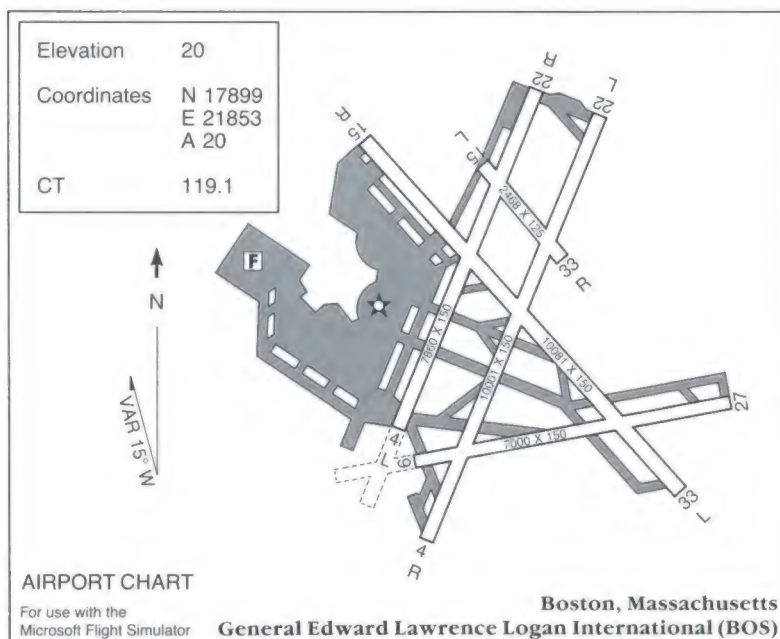 Elevation 20
Coordinates N 17899
E 21853
A 20
CT 119.1
R
22
L
22
R
15
L
15
2468 X 125
33
R
F
N
VAR 15° W
7860 X 150
10001 X 150
10081 X 150
7000 X 150
27
4
L
9
33
L
4
R
AIRPORT CHART
For use with the
Microsoft Flight Simulator
Boston, Massachusetts
General Edward Lawrence Logan International (BOS)